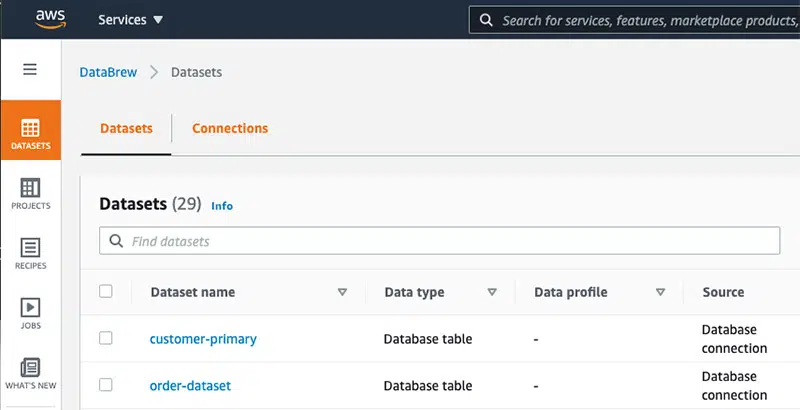 aws Services Search for services, features, marketplace products,
DataBrew > Datasets
Datasets Connections
DATASETS
PROJECTS
RECIPES
JOBS
WHAT'S NEW
Datasets (29) Info
Find datasets
Dataset name Data type Data profile Source
customer-primary Database table - Database connection
order-dataset Database table - Database connection